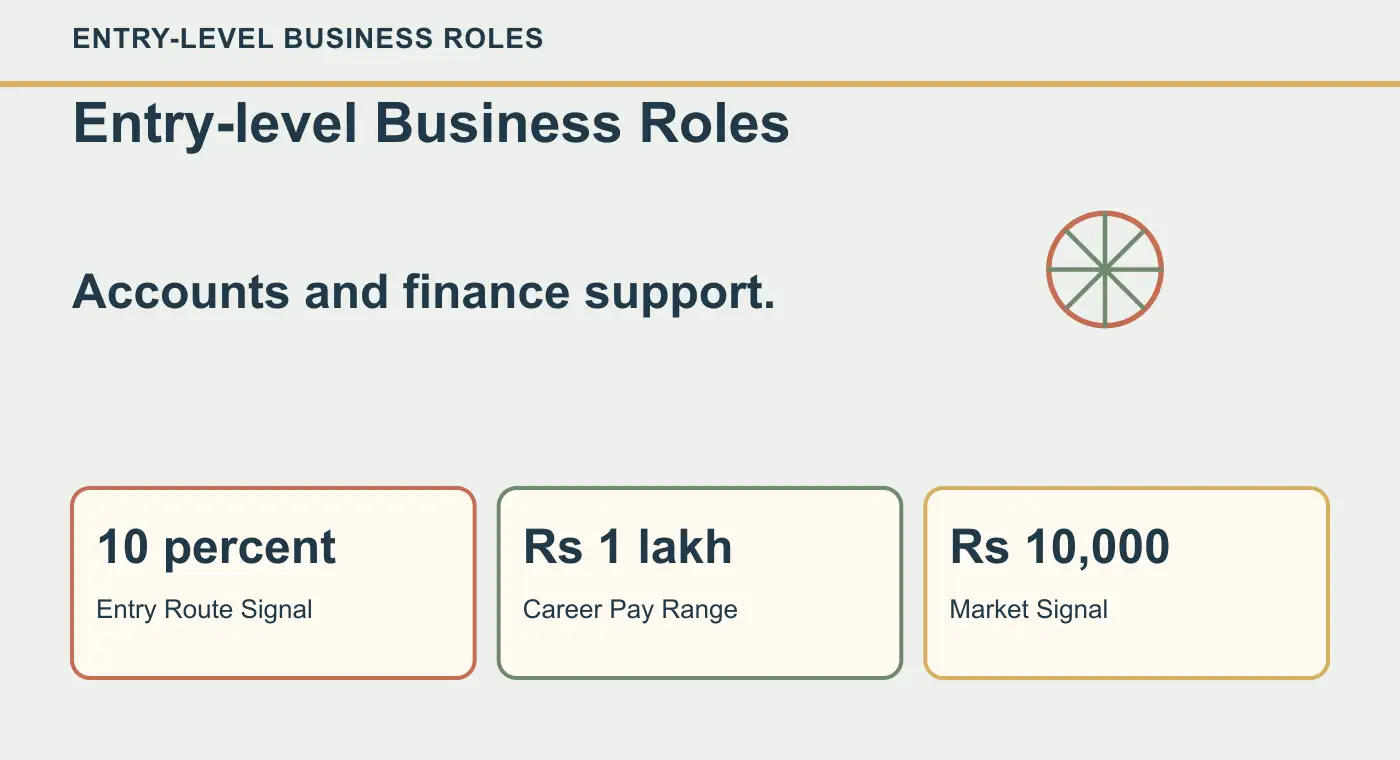 ENTRY-LEVEL BUSINESS ROLES
Entry-level Business Roles
Accounts and finance support.
10 percent
Entry Route Signal
Rs 1 lakh
Career Pay Range
Rs 10,000
Market Signal